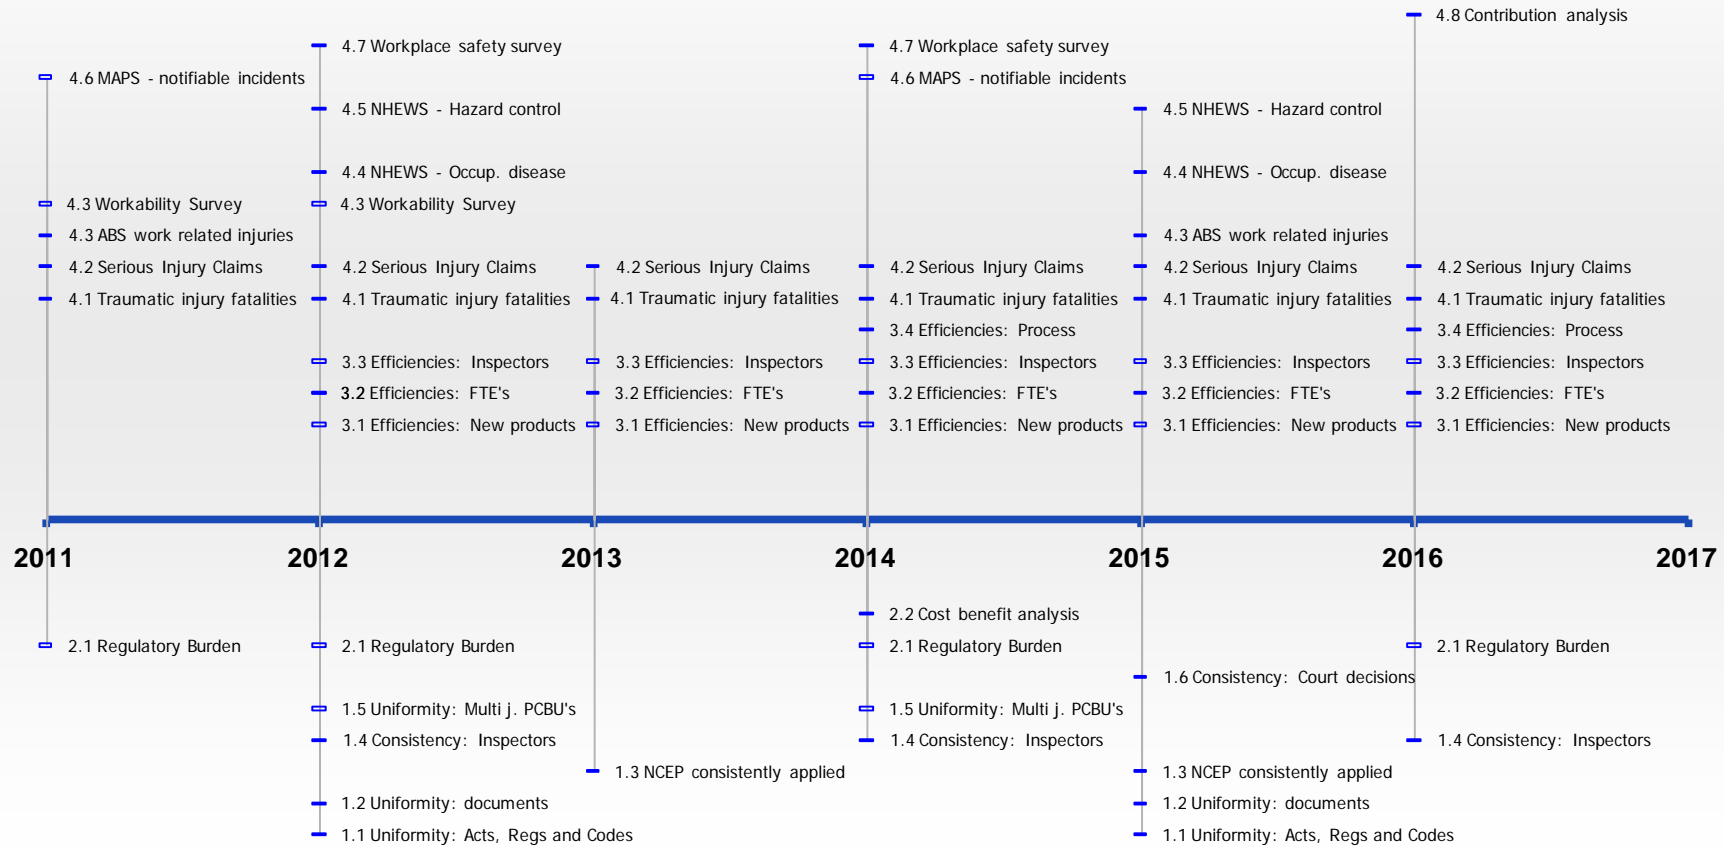 4.8 Contribution analysis
4.7 Workplace safety survey
4.7 Workplace safety survey
4.6 MAPS - notifiable incidents
4.6 MAPS - notifiable incidents
4.5 NHEWS - Hazard control
4.5 NHEWS - Hazard control
4.4 NHEWS - Occup. disease
4.4 NHEWS - Occup. disease
4.3 Workability Survey
4.3 Workability Survey
4.3 ABS work related injuries
4.3 ABS work related injuries
4.2 Serious Injury Claims
4.2 Serious Injury Claims
4.2 Serious Injury Claims
4.2 Serious Injury Claims
4.2 Serious Injury Claims
4.2 Serious Injury Claims
4.1 Traumatic injury fatalities
4.1 Traumatic injury fatalities
4.1 Traumatic injury fatalities
4.1 Traumatic injury fatalities
4.1 Traumatic injury fatalities
4.1 Traumatic injury fatalities
3.4 Efficiencies: Process
3.4 Efficiencies: Process
3.3 Efficiencies: Inspectors
3.3 Efficiencies: Inspectors
3.3 Efficiencies: Inspectors
3.3 Efficiencies: Inspectors
3.3 Efficiencies: Inspectors
3.2 Efficiencies: FTE's
3.2 Efficiencies: FTE's
3.2 Efficiencies: FTE's
3.2 Efficiencies: FTE's
3.2 Efficiencies: FTE's
3.1 Efficiencies: New products
3.1 Efficiencies: New products
3.1 Efficiencies: New products
3.1 Efficiencies: New products
3.1 Efficiencies: New products
2011 2012 2013 2014 2015 2016 2017
2.2 Cost benefit analysis
2.1 Regulatory Burden
2.1 Regulatory Burden
2.1 Regulatory Burden
2.1 Regulatory Burden
1.6 Consistency: Court decisions
1.5 Uniformity: Multi j. PCBU's
1.5 Uniformity: Multi j. PCBU's
1.4 Consistency: Inspectors
1.4 Consistency: Inspectors
1.4 Consistency: Inspectors
1.3 NCEP consistently applied
1.3 NCEP consistently applied
1.2 Uniformity: documents
1.2 Uniformity: documents
1.1 Uniformity: Acts, Regs and Codes
1.1 Uniformity: Acts, Regs and Codes